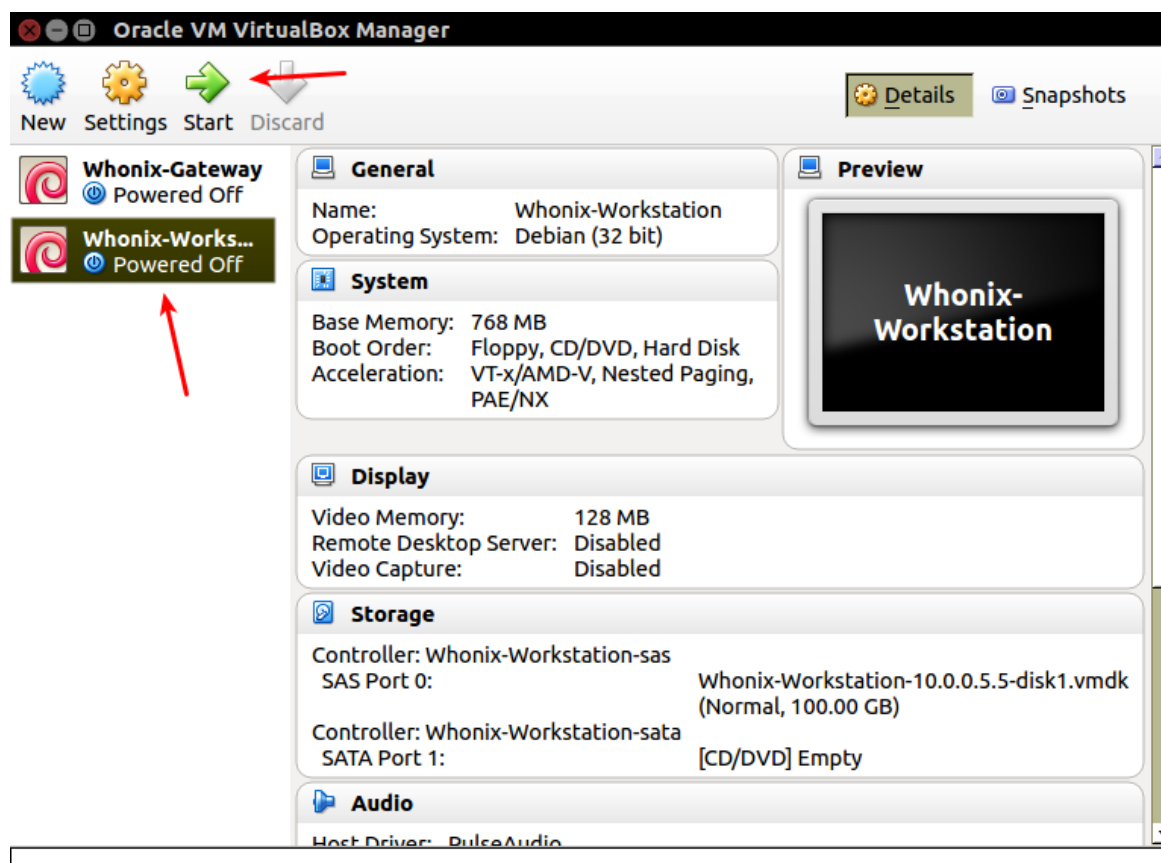 Oracle VM VirtualBox Manager
New Settings Start Discard
Details Snapshots
Whonix-Gateway
Powered Off
Whonix-Works...
Powered Off
General
Name: Whonix-Workstation
Operating System: Debian (32 bit)
System
Base Memory: 768 MB
Boot Order: Floppy, CD/DVD, Hard Disk
Acceleration: VT-x/AMD-V, Nested Paging,
PAE/NX
Preview
Whonix-
Workstation
Display
Video Memory: 128 MB
Remote Desktop Server: Disabled
Video Capture: Disabled
Storage
Controller: Whonix-Workstation-sas
SAS Port 0: Whonix-Workstation-10.0.0.5.5-disk1.vmdk
(Normal, 100.00 GB)
Controller: Whonix-Workstation-sata
SATA Port 1: [CD/DVD] Empty
Audio
Host Driver: PulseAudio